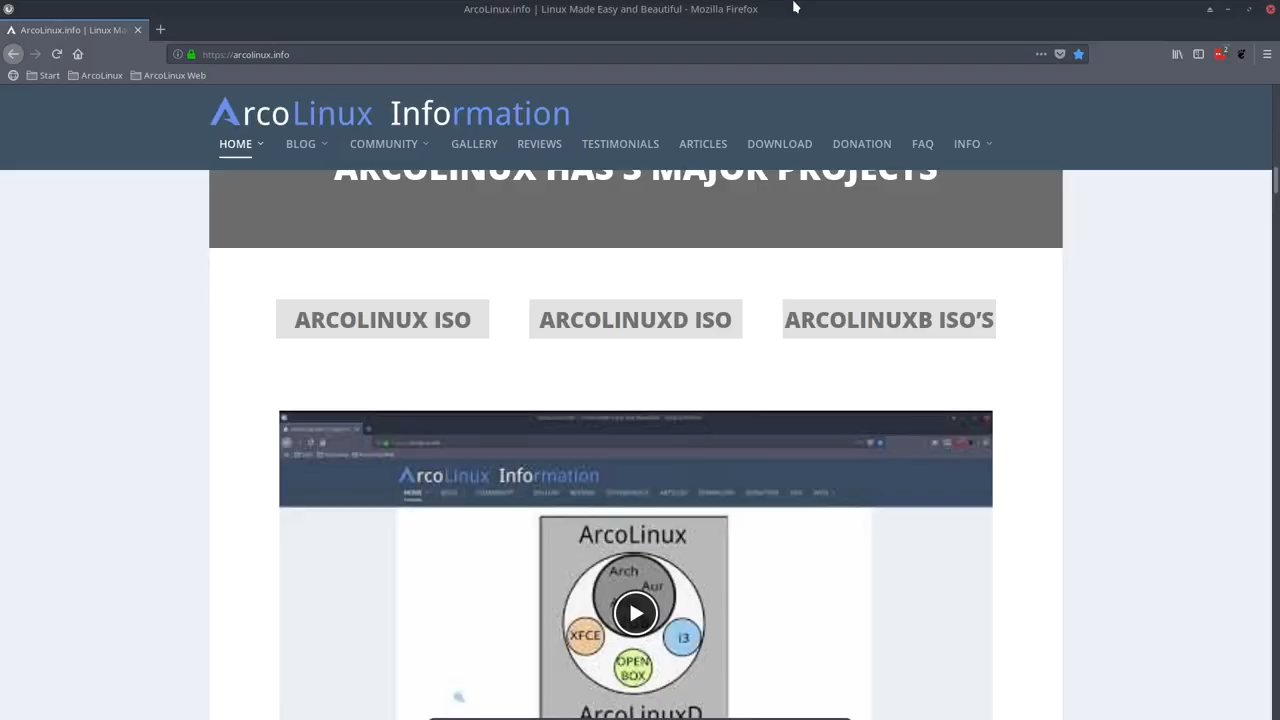 ArcoLinux.info | Linux Made Easy and Beautiful - Mozilla Firefox
ArcoLinux.info | Linux Ma
https://arcolinux.info
2
Start ArcoLinux ArcoLinux Web
ArcoLinux Information
HOME BLOG COMMUNITY GALLERY REVIEWS TESTIMONIALS ARTICLES DOWNLOAD DONATION FAQ INFO
ARCOLINUX HAS 3 MAJOR PROJECTS
ARCOLINUX ISO ARCOLINUXD ISO ARCOLINUXB ISO'S
ArcoLinux Information
ArcoLinux
Arch
Aur
XFCE
i3
OPEN
BOX
ArcoLinuxD